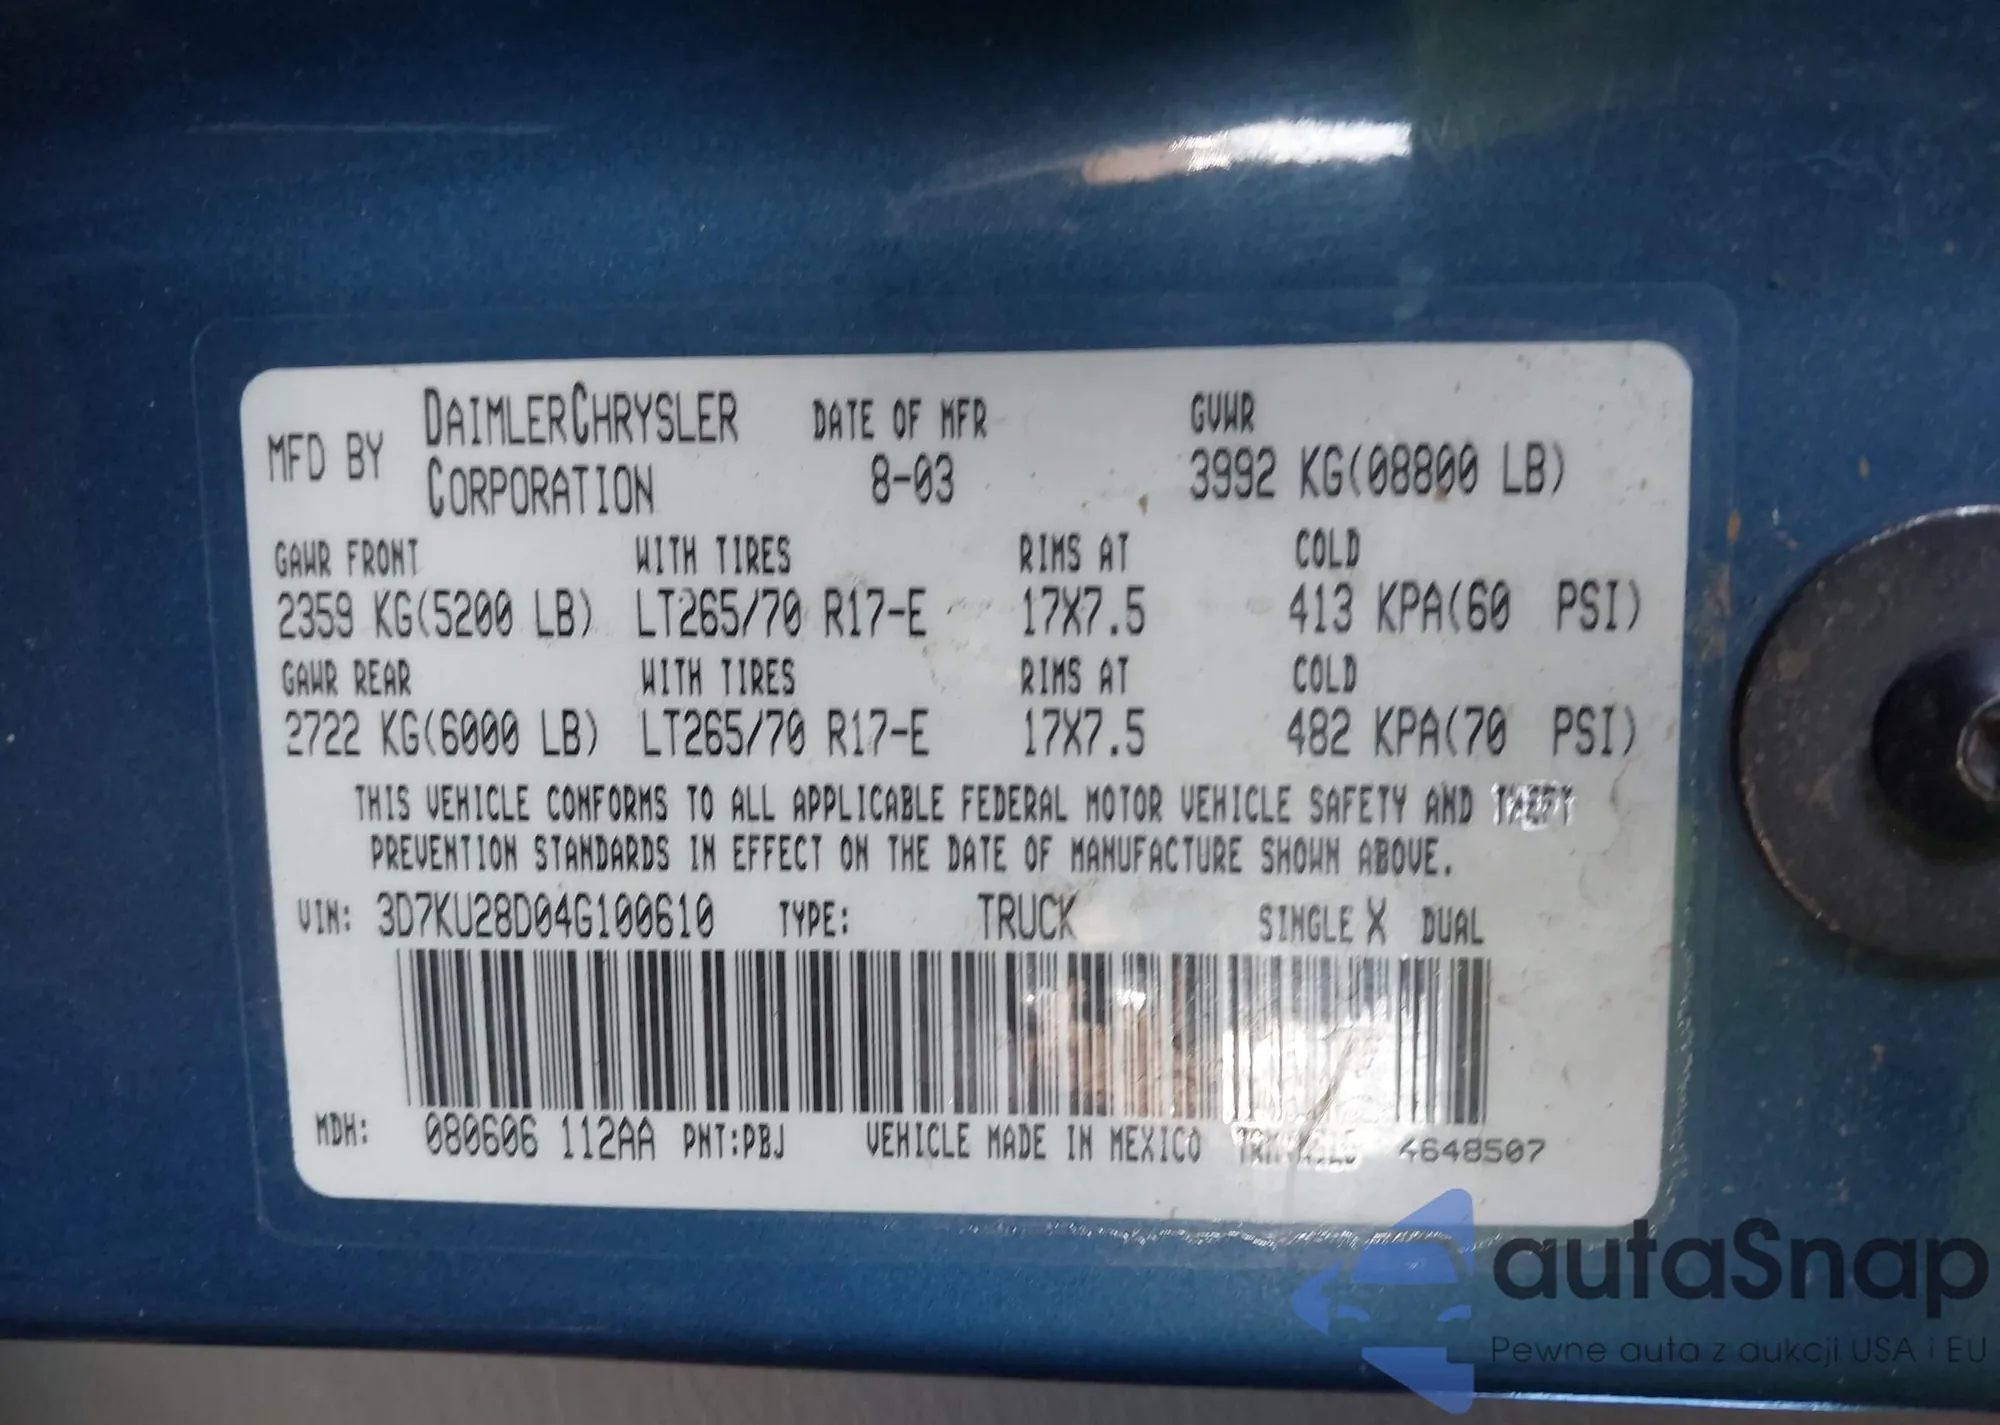 MFD BY DAIMLERCHRYSLER CORPORATION DATE OF MFR 8-03 GVWR 3992 KG(08800 LB)
GAWR FRONT WITH TIRES RIMS AT COLD
2359 KG(5200 LB) LT265/70 R17-E 17X7.5 413 KPA(60 PSI)
GAWR REAR WITH TIRES RIMS AT COLD
2722 KG(6000 LB) LT265/70 R17-E 17X7.5 482 KPA(70 PSI)
THIS VEHICLE CONFORMS TO ALL APPLICABLE FEDERAL MOTOR VEHICLE SAFETY AND THEFT
PREVENTION STANDARDS IN EFFECT ON THE DATE OF MANUFACTURE SHOWN ABOVE.
VIN: 3D7KU28D04G100610 TYPE: TRUCK SINGLE X DUAL
MDH: 080606 112AA PNT:PBJ VEHICLE MADE IN MEXICO 4648507
autaSnap
Pewne auta z aukcji USA i EU